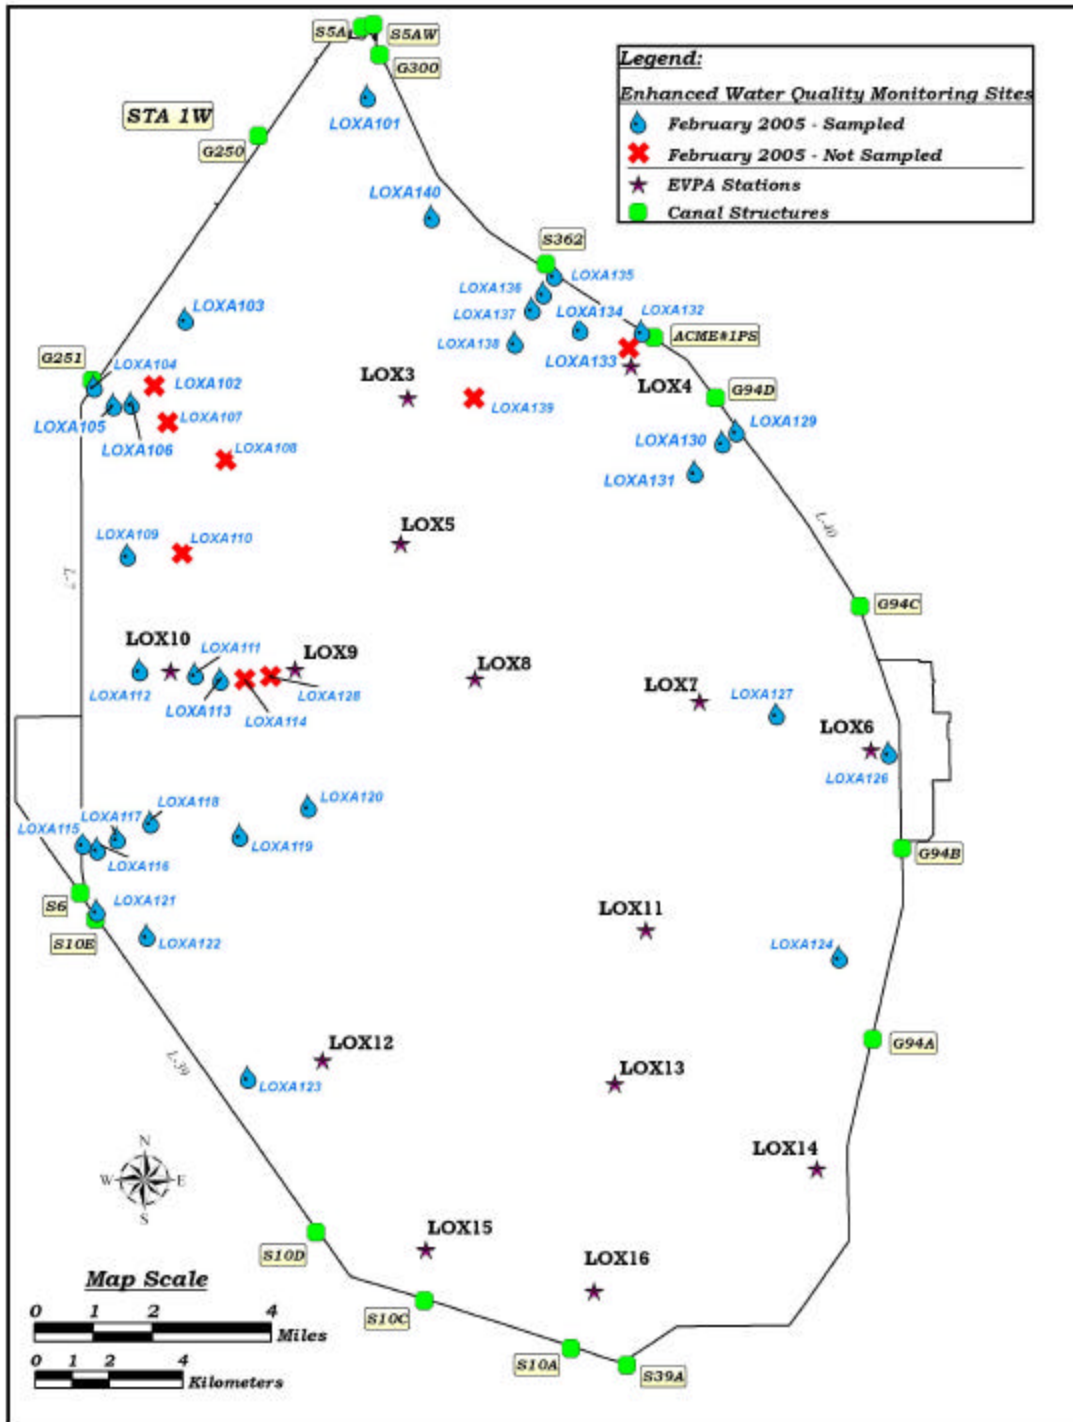 S5A
S5AW
G300
STA 1W
LOXA101
G250
Legend:
Enhanced Water Quality Monitoring Sites
February 2005 - Sampled
February 2005 - Not Sampled
EVPA Stations
Canal Structures
LOXA140
S362
LOXA135
LOXA136
LOXA137
LOXA134
LOXA132
LOXA103
LOXA138
LOXA133
ACME#1PS
G251
LOXA104
LOXA102
LOX3
LOX4
G94D
LOXA139
LOXA105
LOXA107
LOXA129
LOXA106
LOXA130
LOXA108
LOXA131
LOX5
L-40
LOXA109
LOXA110
L-7
G94C
LOX10
LOXA111
LOX9
LOX8
LOXA112
LOXA128
LOX7
LOXA127
LOXA113
LOXA114
LOX6
LOXA126
LOXA120
LOXA118
LOXA117
LOXA115
LOXA119
LOXA116
G94B
S6
LOXA121
LOX11
S10E
LOXA122
LOXA124
LOX12
G94A
L-39
LOX13
LOXA123
N
W
E
S
LOX14
LOX15
S10D
LOX16
Map Scale
0 1 2 4
Miles
S10C
0 1 2 4
Kilometers
S10A
S39A